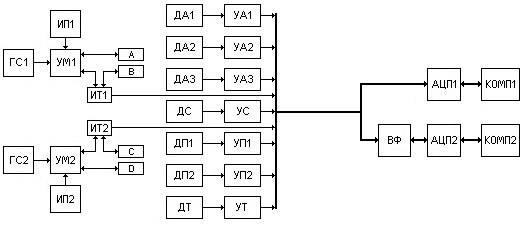 ИП1
ГС1
УМ1
А
В
ИТ1
ИТ2
ГС2
УМ2
С
D
ИП2
ДА1
УА1
ДА2
УА2
ДА3
УА3
ДС
УС
ДП1
УП1
ДП2
УП2
ДТ
УТ
АЦП1
КОМП1
ВФ
АЦП2
КОМП2